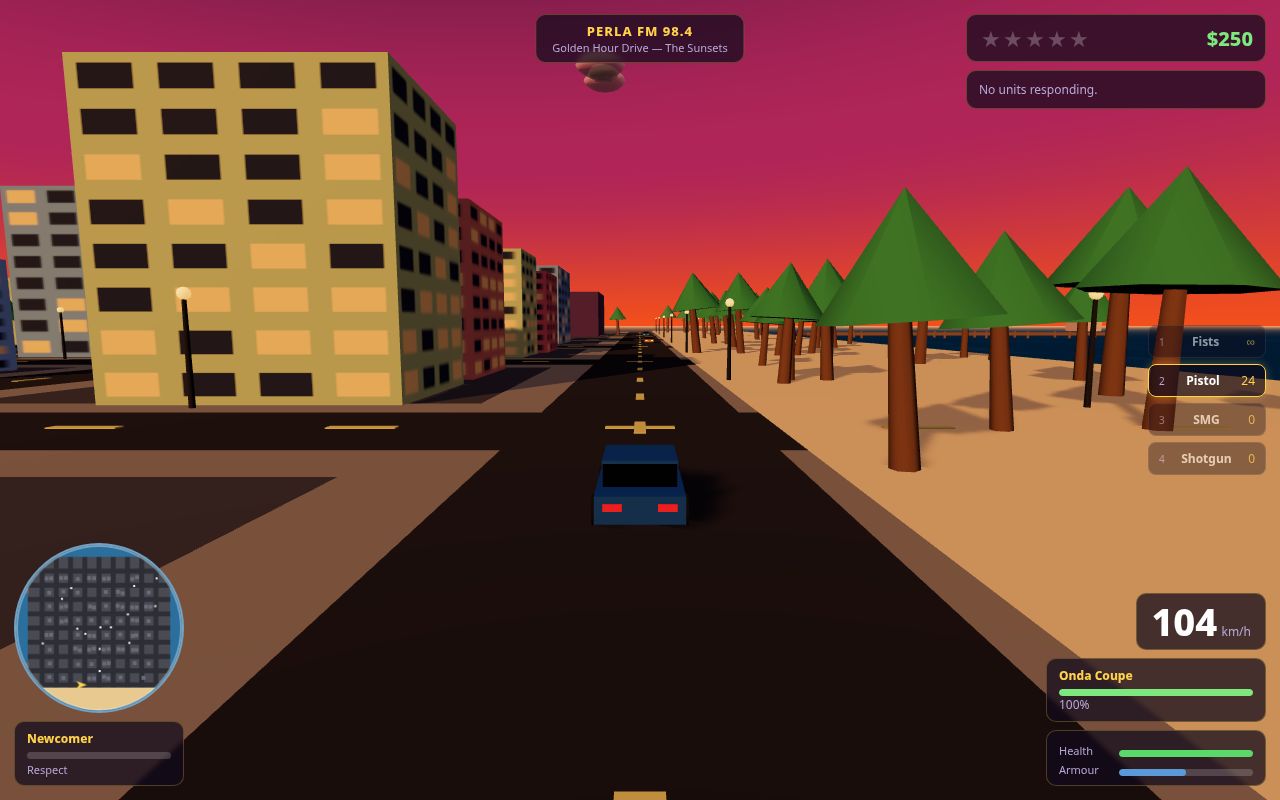 PERLA FM 98.4
Golden Hour Drive — The Sunsets
★★★★★ $250
No units responding.
1 Fists ∞
2 Pistol 24
3 SMG 0
4 Shotgun 0
104 km/h
Onda Coupe
100%
Health
Armour
Newcomer
Respect